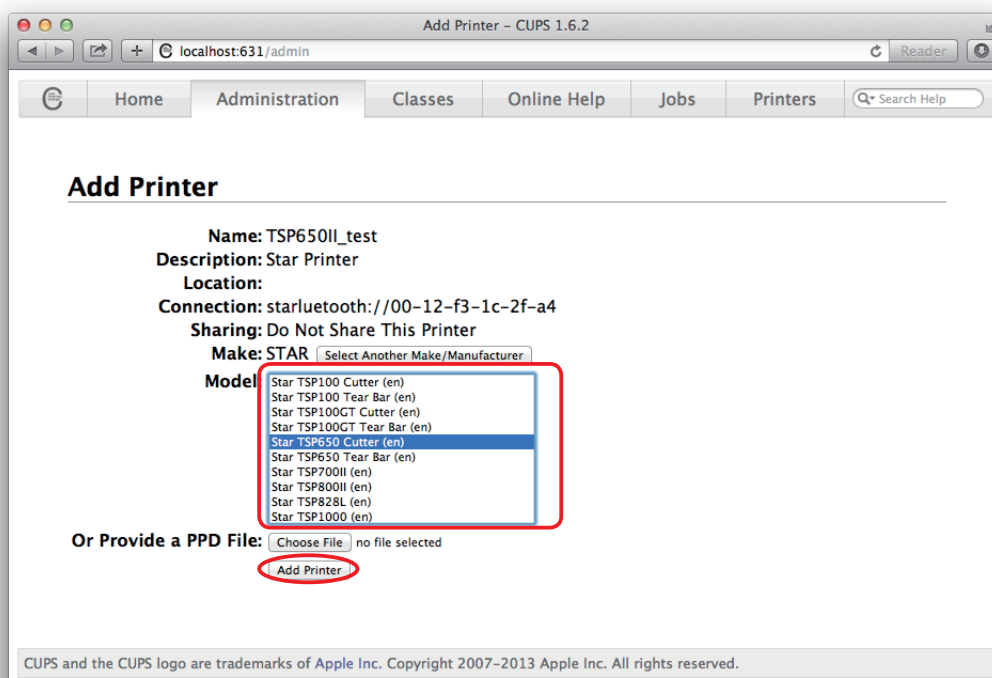 Add Printer – CUPS 1.6.2
localhost:631/admin
Reader
Home Administration Classes Online Help Jobs Printers Search Help
Add Printer
Name: TSP650II_test
Description: Star Printer
Location:
Connection: starluetooth://00-12-f3-1c-2f-a4
Sharing: Do Not Share This Printer
Make: STAR Select Another Make/Manufacturer
Model:
Star TSP100 Cutter (en)
Star TSP100 Tear Bar (en)
Star TSP100GT Cutter (en)
Star TSP100GT Tear Bar (en)
Star TSP650 Cutter (en)
Star TSP650 Tear Bar (en)
Star TSP700II (en)
Star TSP800II (en)
Star TSP828L (en)
Star TSP1000 (en)
Or Provide a PPD File: Choose File no file selected
Add Printer
CUPS and the CUPS logo are trademarks of Apple Inc. Copyright 2007–2013 Apple Inc. All rights reserved.